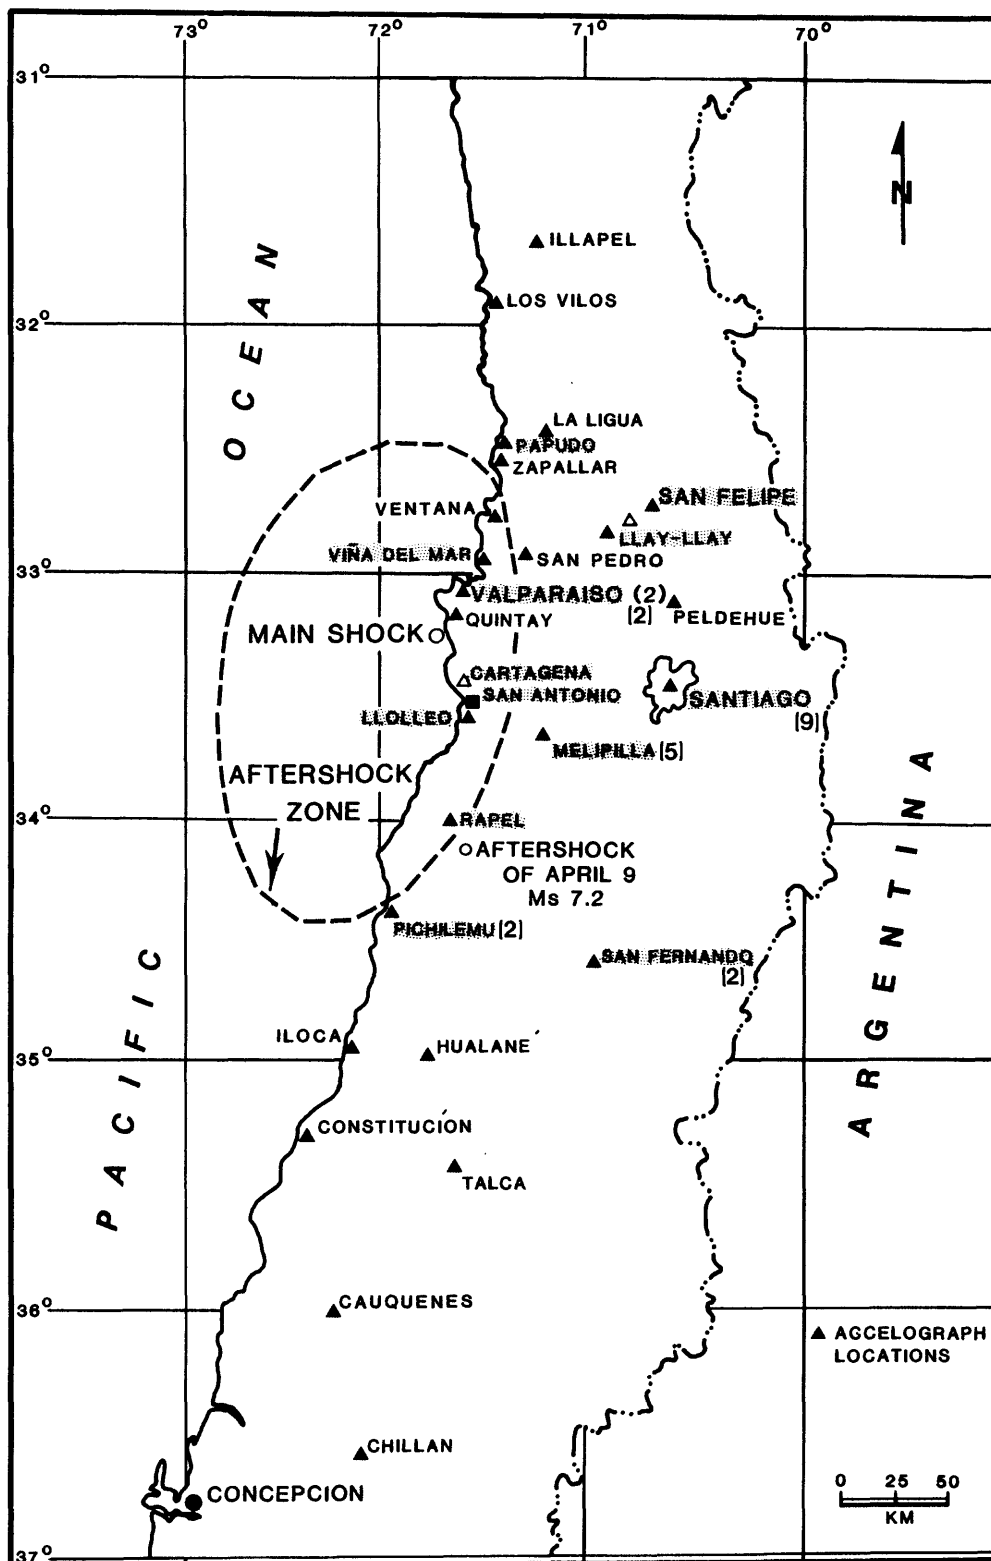 73° 72° 71° 70°
31°
N
ILLAPEL
LOS VILOS
32°
OCEAN
LA LIGUA
PAPUDO
ZAPALLAR
SAN FELIPE
VENTANA
LLAY-LLAY
VIÑA DEL MAR
SAN PEDRO
33°
VALPARAISO (2)
[2]
PELDEHUE
QUINTAY
MAIN SHOCK
CARTAGENA
SAN ANTONIO
SANTIAGO
[9]
LLOLLEO
MELIPILLA [5]
AFTERSHOCK
ZONE
34°
RAPEL
AFTERSHOCK
OF APRIL 9
Ms 7.2
ARGENTINA
PICHILEMU [2]
SAN FERNANDO
[2]
PACIFIC
ILOCA
HUALANE
35°
CONSTITUCION
TALCA
36°
CAUQUENES
ACCELOGRAPH
LOCATIONS
CHILLAN
CONCEPCION
0 25 50
KM
37°